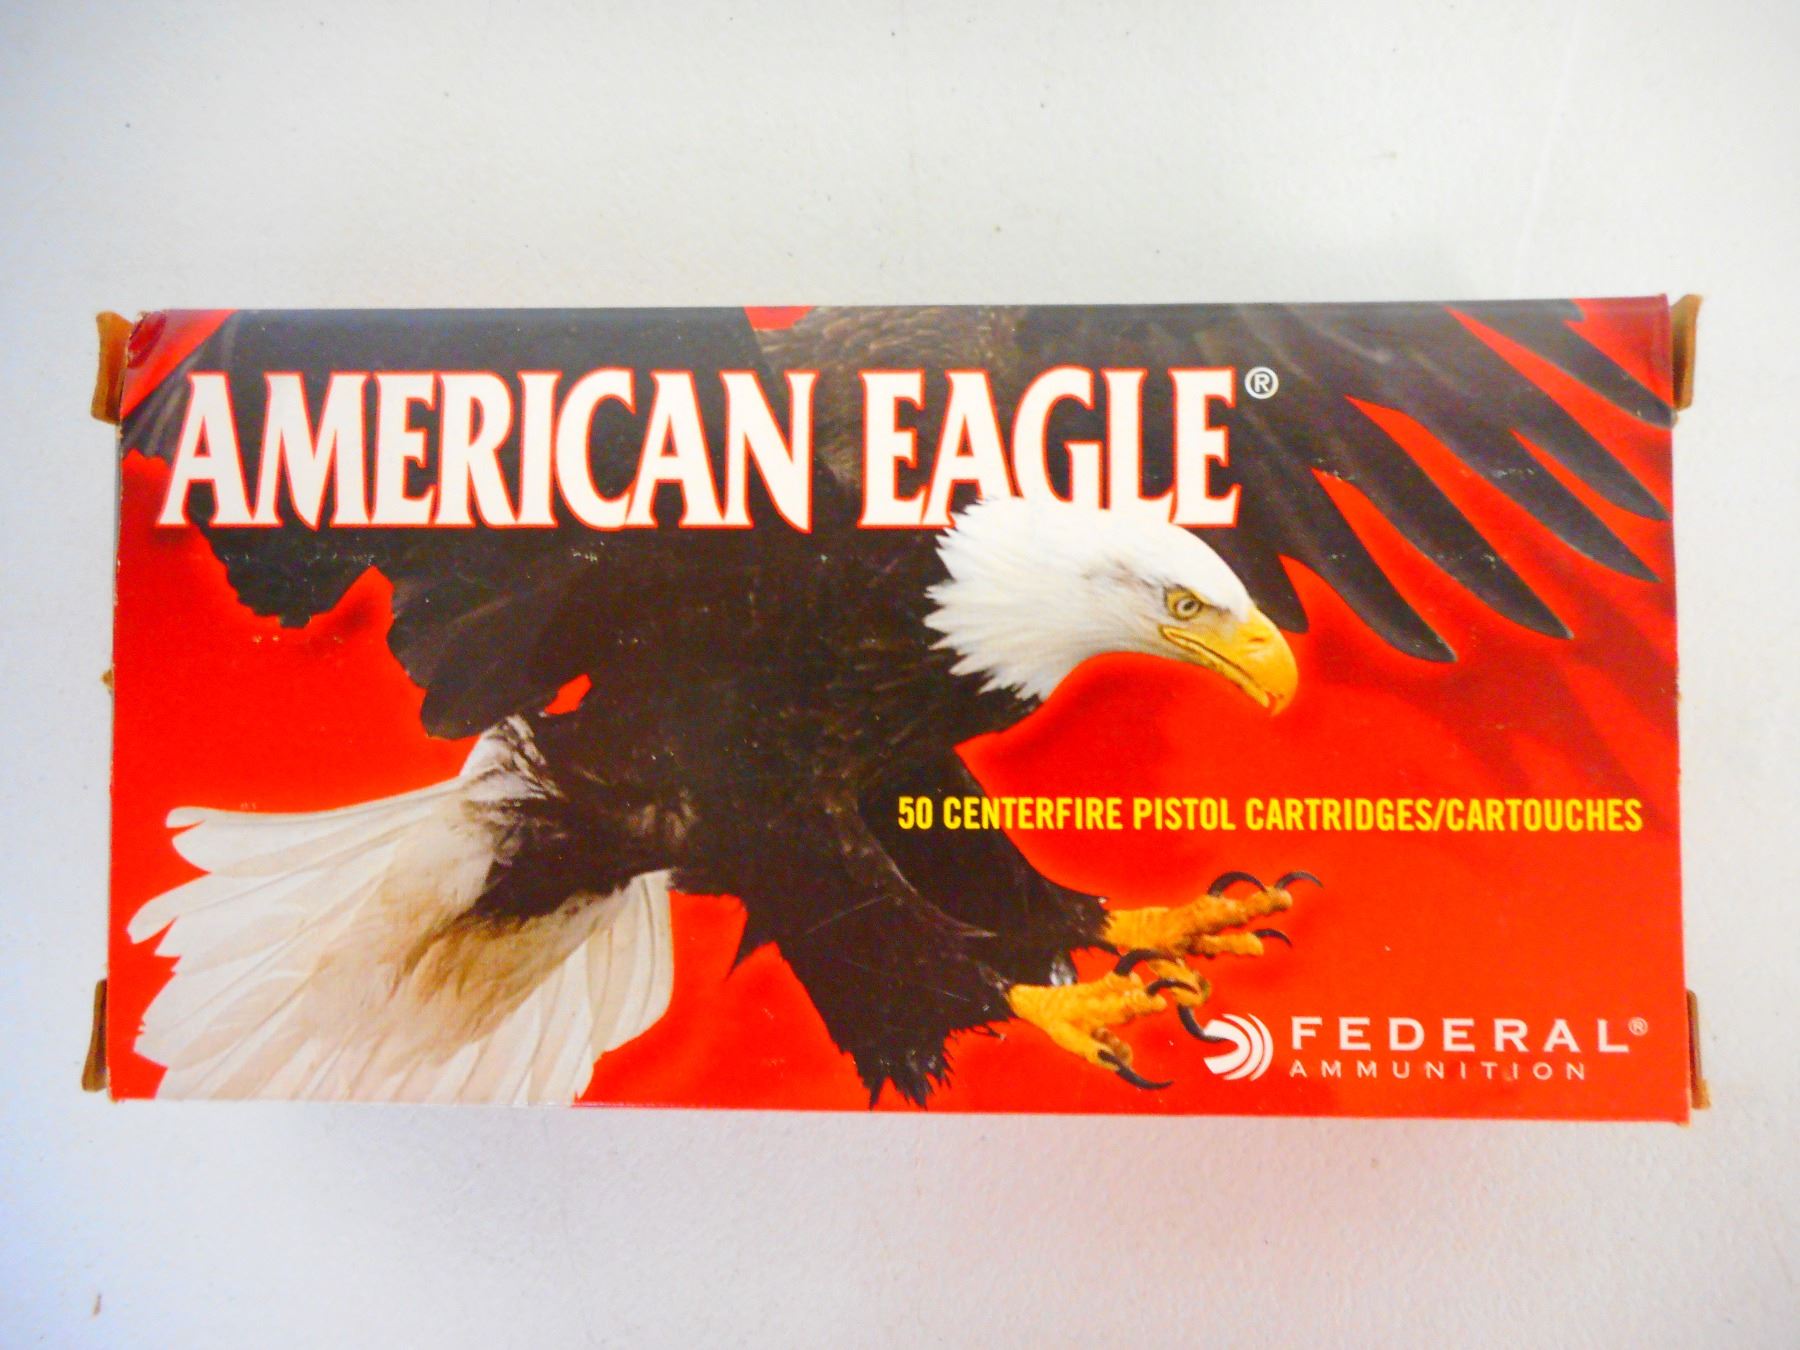 AMERICAN EAGLE®
50 CENTERFIRE PISTOL CARTRIDGES/CARTOUCHES
FEDERAL®
AMMUNITION